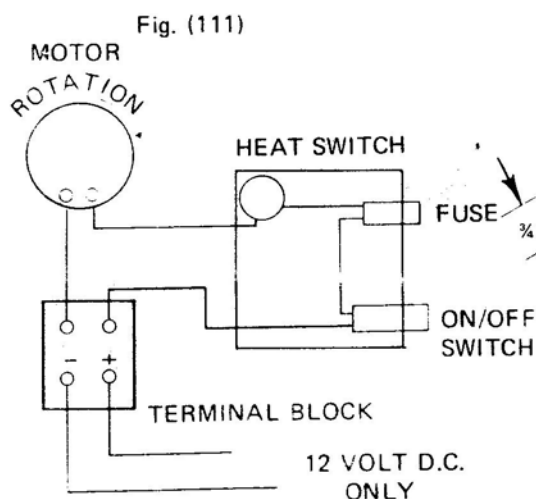 Fig. (111)
MOTOR
ROTATION
HEAT SWITCH
FUSE
¾
ON/OFF
SWITCH
- +
TERMINAL BLOCK
12 VOLT D.C.
ONLY